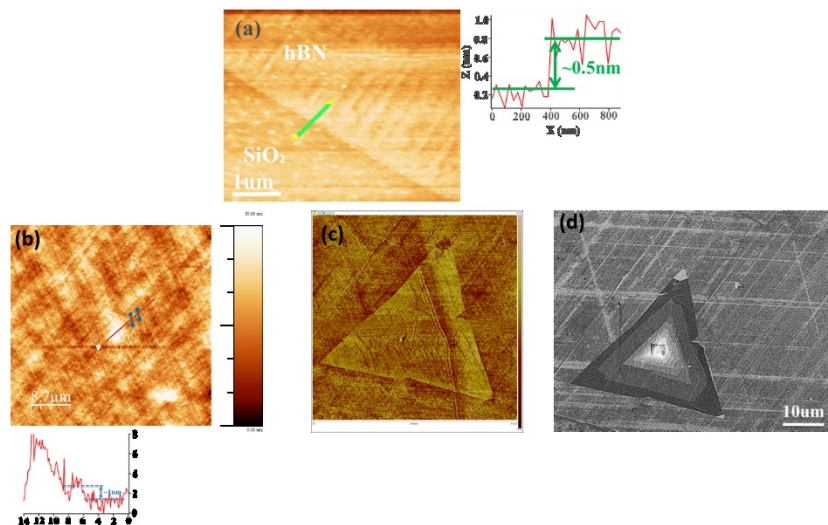 (a)
hBN
SiO₂
1um
Z (nm)
1.0
0.8
0.6
0.4
0.2
~0.5nm
0 200 400 600 800
X (nm)
(b)
8.7µm
~1nm
8
6
4
2
0
14 12 10 8 6 4 2 0
(c)
(d)
10um